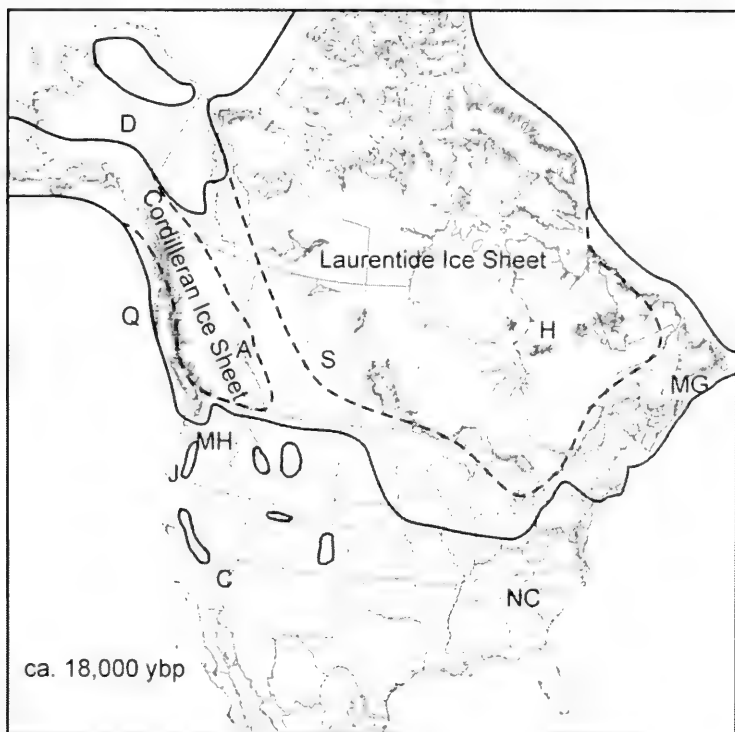 D
Cordilleran Ice Sheet
Laurentide Ice Sheet
Q
H
A
S
MG
MH
J
C
NC
ca. 18,000 ybp